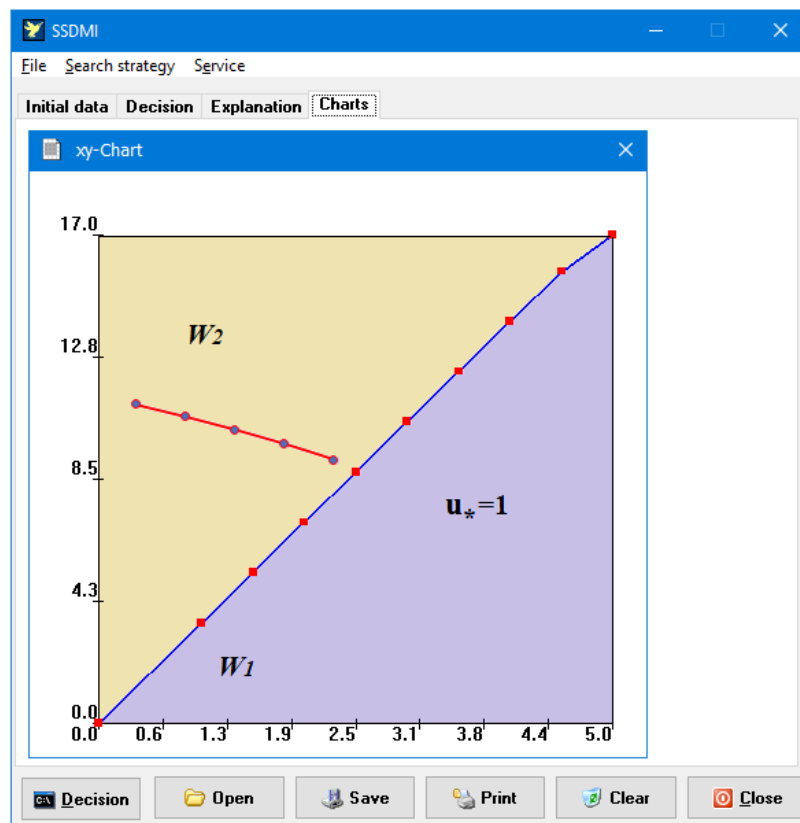 SSDMI
File Search strategy Service
Initial data Decision Explanation Charts
xy-Chart
17.0
W2
12.8
8.5
u*=1
4.3
W1
0.0
0.0 0.6 1.3 1.9 2.5 3.1 3.8 4.4 5.0
C:\ Decision Open Save Print Clear Close